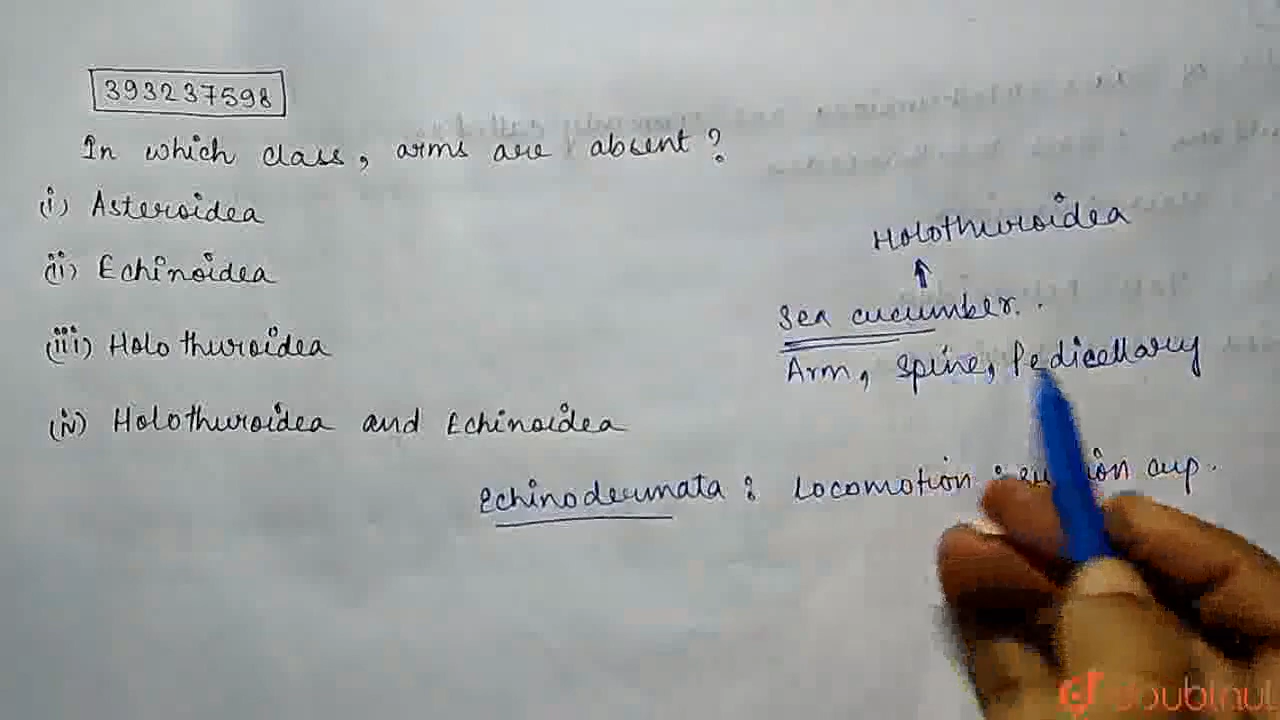 393237598
In which class, arms are absent?
(i) Asteroidea
(ii) Echinoidea
(iii) Holothuroidea
(iv) Holothuroidea and Echinoidea
Holothuroidea
Sea cucumber.
Arm, Spine, Pedicellary
Echinodermata : Locomotion : cup.
doubtnut